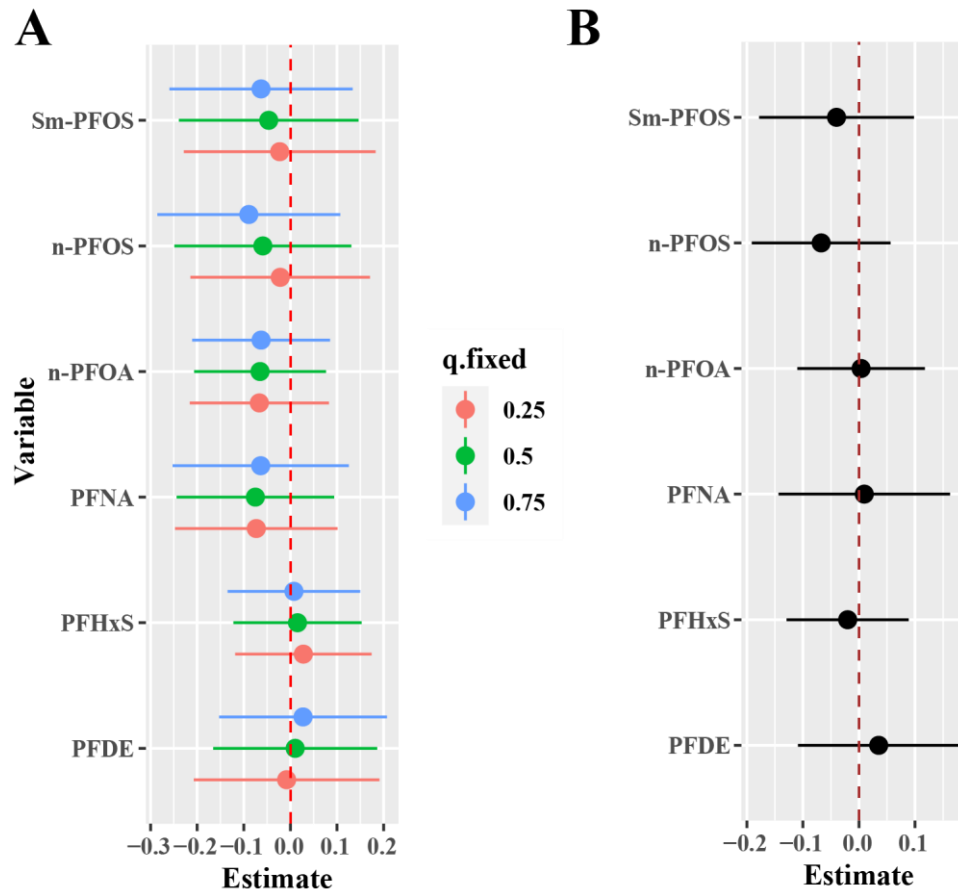 A
Variable
Sm-PFOS
n-PFOS
n-PFOA
PFNA
PFHxS
PFDE
−0.3 −0.2 −0.1 0.0 0.1 0.2
Estimate
q.fixed
0.25
0.5
0.75
B
Sm-PFOS
n-PFOS
n-PFOA
PFNA
PFHxS
PFDE
−0.2 −0.1 0.0 0.1
Estimate